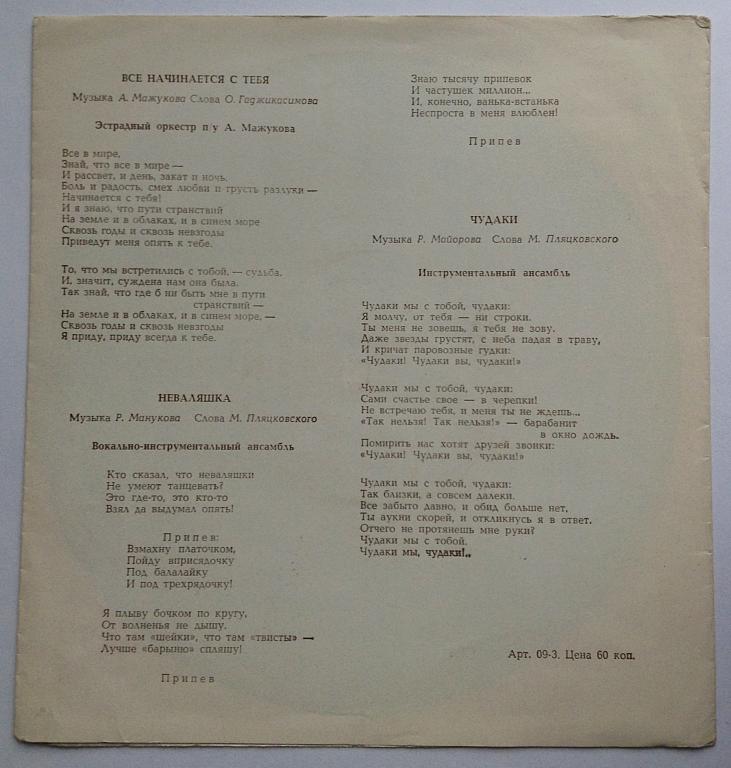 ВСЕ НАЧИНАЕТСЯ С ТЕБЯ
Музыка А. Мажукова Слова О. Гаджикасимова
Эстрадный оркестр п/у А. Мажукова
Все в мире,
Знай, что все в мире —
И рассвет, и день, закат и ночь.
Боль и радость, смех любви и грусть разлуки —
Начинается с тебя!
И я знаю, что пути странствий
На земле и в облаках, и в синем море
Сквозь годы и сквозь невзгоды
Приведут меня опять к тебе.
То, что мы встретились с тобой, — судьба.
И, значит, суждена нам она была.
Так знай, что где б ни быть мне в пути
странствий —
На земле и в облаках, и в синем море, —
Сквозь годы и сквозь невзгоды
Я приду, приду всегда к тебе.
НЕВАЛЯШКА
Музыка Р. Манукова Слова М. Пляцковского
Вокально-инструментальный ансамбль
Кто сказал, что неваляшки
Не умеют танцевать?
Это где-то, это кто-то
Взял да выдумал опять!
Припев:
Взмахну платочком,
Пойду вприсядочку
Под балалайку
И под трехрядочку!
Я плыву бочком по кругу,
От волненья не дышу.
Что там «шейки», что там «твисты» —
Лучше «барыню» спляшу!
Припев
Знаю тысячу припевок
И частушек миллион...
И, конечно, ванька-встанька
Неспроста в меня влюблен!
Припев
ЧУДАКИ
Музыка Р. Майорова Слова М. Пляцковского
Инструментальный ансамбль
Чудаки мы с тобой, чудаки:
Я молчу, от тебя — ни строки.
Ты меня не зовешь, я тебя не зову.
Даже звезды грустят, с неба падая в траву,
И кричат паровозные гудки:
«Чудаки! Чудаки вы, чудаки!»
Чудаки мы с тобой, чудаки:
Сами счастье свое — в черепки!
Не встречаю тебя, и меня ты не ждешь...
«Так нельзя! Так нельзя!» — барабанит
в окно дождь.
Помирить нас хотят друзей звонки:
«Чудаки! Чудаки вы, чудаки!»
Чудаки мы с тобой, чудаки:
Так близки, а совсем далеки.
Все забыто давно, и обид больше нет,
Ты аукни скорей, и откликнусь я в ответ.
Отчего не протянешь мне руки?
Чудаки мы с тобой.
Чудаки мы, чудаки!..
Арт. 09-3. Цена 60 коп.